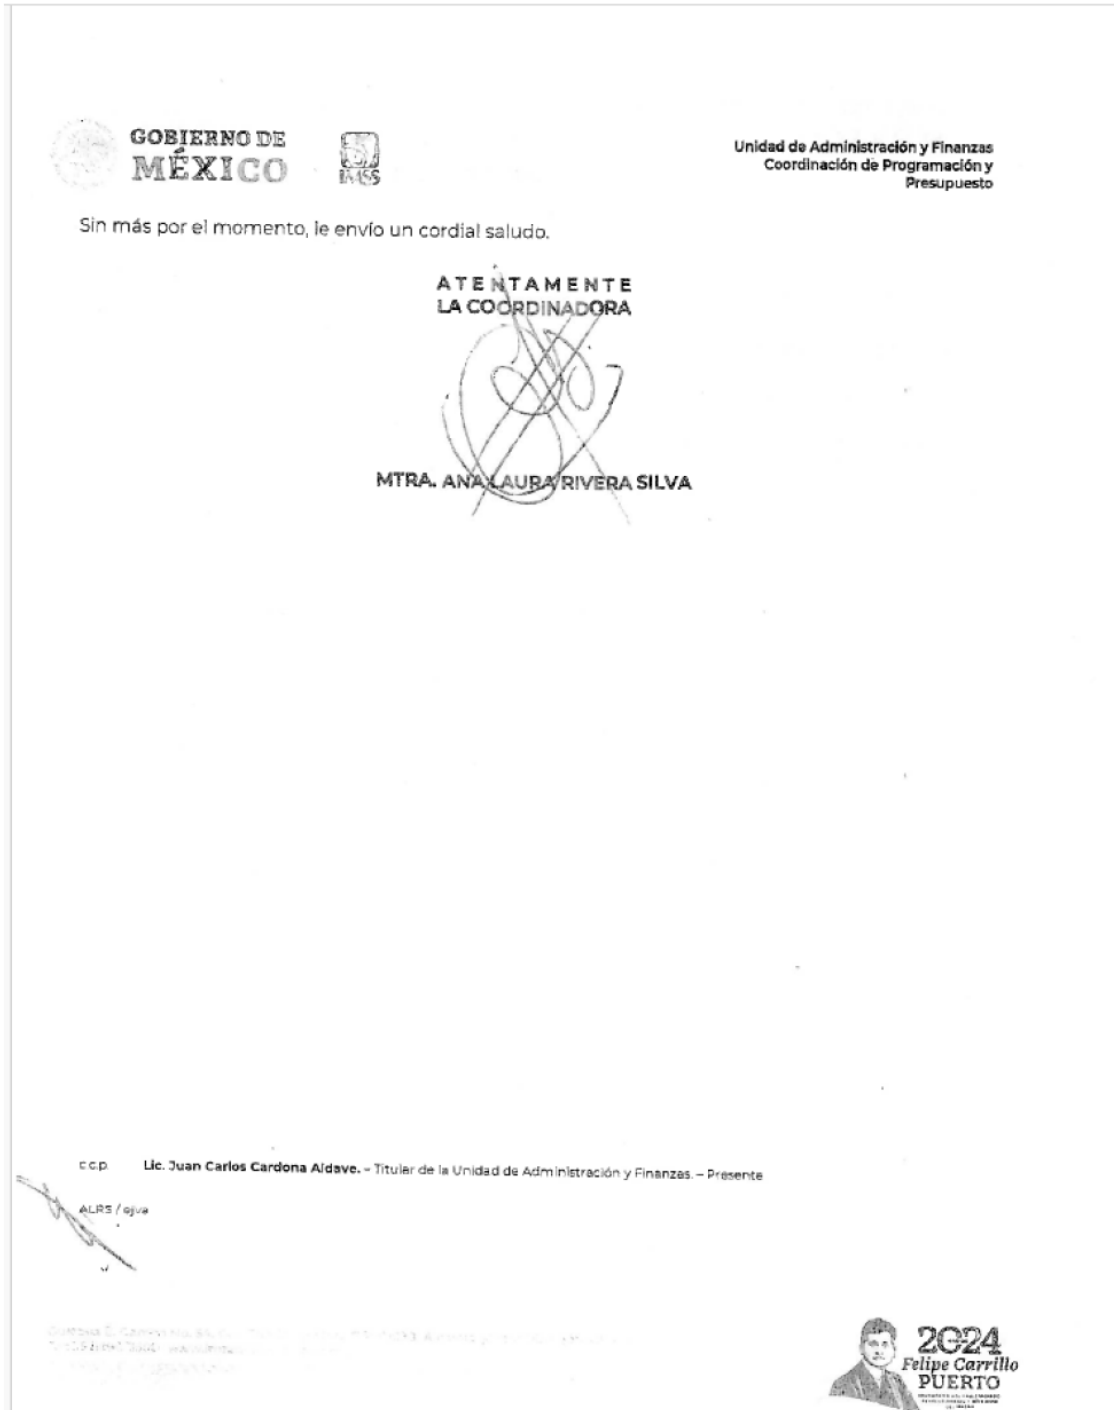 GOBIERNO DE
MÉXICO
IMSS
Unidad de Administración y Finanzas
Coordinación de Programación y
Presupuesto
Sin más por el momento, le envío un cordial saludo.
ATENTAMENTE
LA COORDINADORA
MTRA. ANA LAURA RIVERA SILVA
c.c.p. Lic. Juan Carlos Cardona Aldave. – Titular de la Unidad de Administración y Finanzas. – Presente
ALRS / ejva
2024
Felipe Carrillo
PUERTO